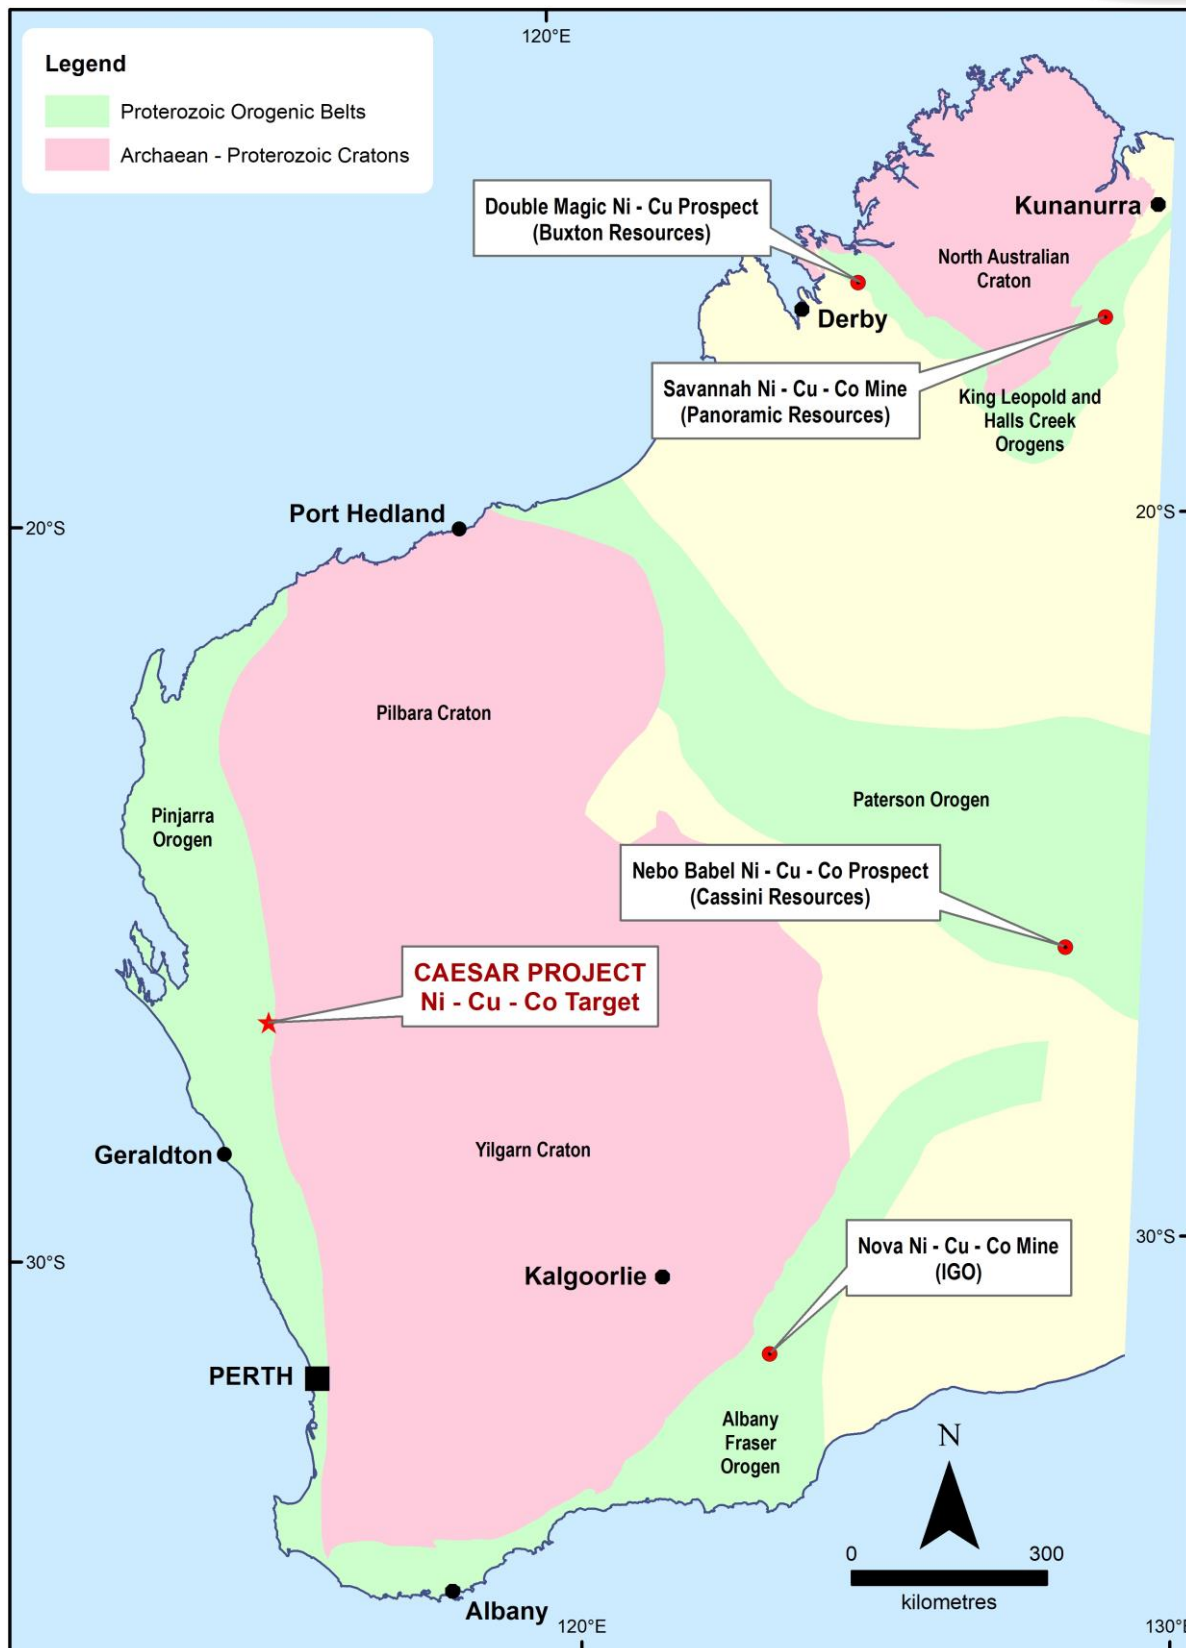 120°E
Legend
Proterozoic Orogenic Belts
Archaean - Proterozoic Cratons
Double Magic Ni - Cu Prospect
(Buxton Resources)
Kunanurra
North Australian
Craton
Derby
Savannah Ni - Cu - Co Mine
(Panoramic Resources)
King Leopold and
Halls Creek
Orogens
Port Hedland
20°S
20°S
Pilbara Craton
Pinjarra
Orogen
Paterson Orogen
Nebo Babel Ni - Cu - Co Prospect
(Cassini Resources)
CAESAR PROJECT
Ni - Cu - Co Target
Geraldton
Yilgarn Craton
30°S
30°S
Nova Ni - Cu - Co Mine
(IGO)
Kalgoorlie
PERTH
Albany
Fraser
Orogen
N
0 300
kilometres
Albany
120°E
130°E